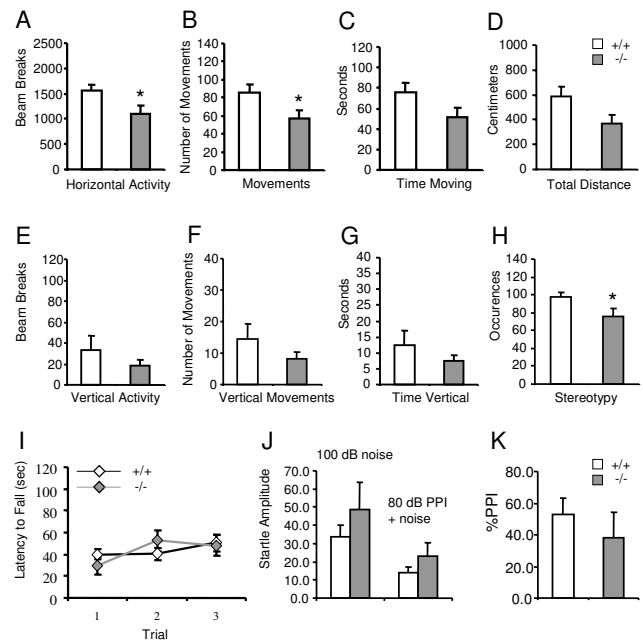 A
Beam Breaks
2500
2000
1500
1000
500
0
*
Horizontal Activity
B
Number of Movements
140
120
100
80
60
40
20
0
*
Movements
C
Seconds
120
100
80
60
40
20
0
Time Moving
D
Centimeters
1000
800
600
400
200
0
+/+
-/-
Total Distance
E
Beam Breaks
120
100
80
60
40
20
0
Vertical Activity
F
Number of Movements
40
30
20
10
0
Vertical Movements
G
Seconds
40
35
30
25
20
15
10
5
0
Time Vertical
H
Occurences
140
120
100
80
60
40
20
0
*
Stereotypy
I
Latency to Fall (sec)
120
100
80
60
40
20
00
+/+
-/-
1 2 3
Trial
J
Startle Amplitude
100 dB noise
70.0
60.0
50.0
40.0
30.0
20.0
10.0
0.0
80 dB PPI
+ noise
K
%PPI
80.0
60.0
40.0
20.0
0.0
+/+
-/-